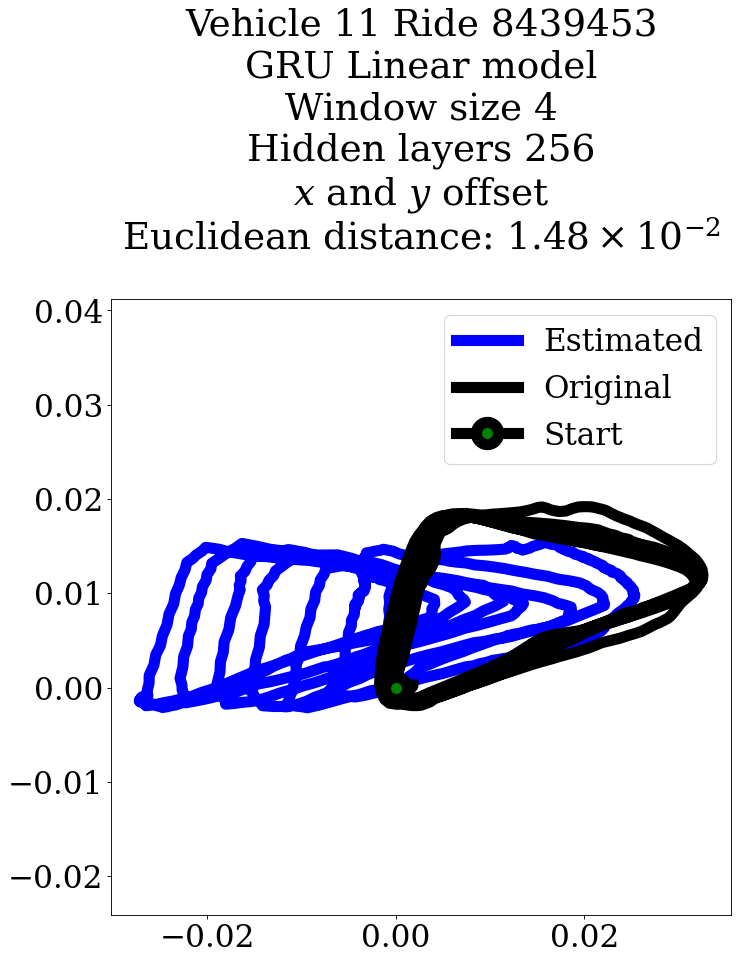 Vehicle 11 Ride 8439453
GRU Linear model
Window size 4
Hidden layers 256
x and y offset
Euclidean distance: 1.48 × 10⁻²
0.04
0.03
0.02
0.01
0.00
−0.01
−0.02
Estimated
Original
Start
−0.02 0.00 0.02